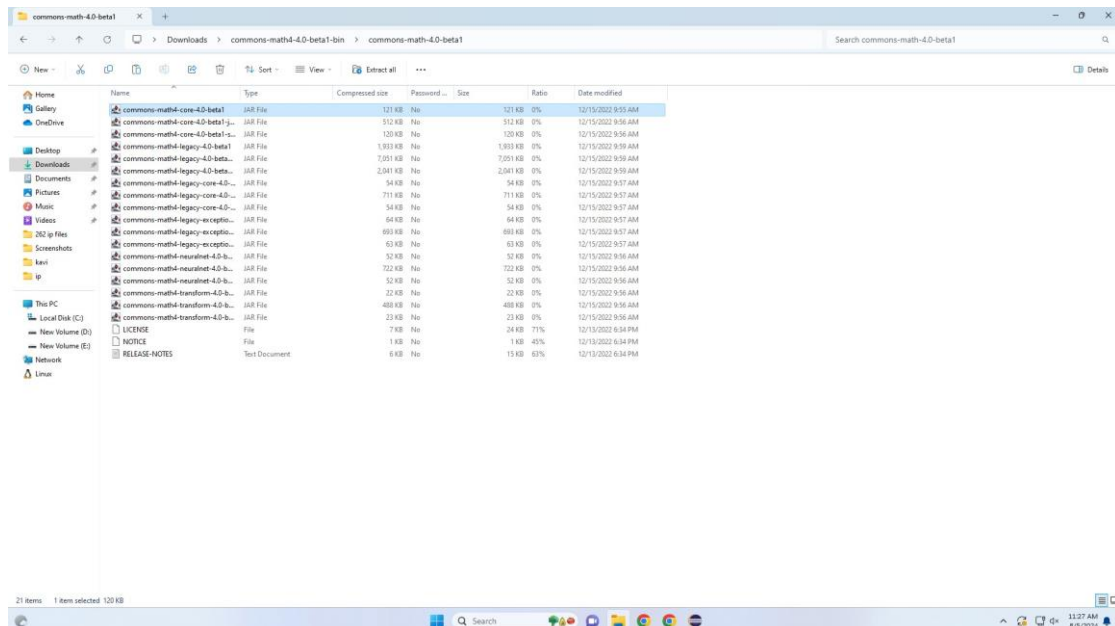 commons-math-4.0-beta1
Downloads > commons-math4-4.0-beta1-bin > commons-math-4.0-beta1
Search commons-math-4.0-beta1
New
Sort
View
Extract all
Details
Home
Gallery
OneDrive
Desktop
Downloads
Documents
Pictures
Music
Videos
262 ip files
Screenshots
kavi
ip
This PC
Local Disk (C:)
New Volume (D:)
New Volume (E:)
Network
Linux
Name Type Compressed size Password ... Size Ratio Date modified
commons-math4-core-4.0-beta1 JAR File 121 KB No 121 KB 0% 12/15/2022 9:55 AM
commons-math4-core-4.0-beta1-j... JAR File 512 KB No 512 KB 0% 12/15/2022 9:56 AM
commons-math4-core-4.0-beta1-s... JAR File 120 KB No 120 KB 0% 12/15/2022 9:56 AM
commons-math4-legacy-4.0-beta1 JAR File 1,933 KB No 1,933 KB 0% 12/15/2022 9:59 AM
commons-math4-legacy-4.0-beta... JAR File 7,051 KB No 7,051 KB 0% 12/15/2022 9:59 AM
commons-math4-legacy-4.0-beta... JAR File 2,041 KB No 2,041 KB 0% 12/15/2022 9:59 AM
commons-math4-legacy-core-4.0-... JAR File 54 KB No 54 KB 0% 12/15/2022 9:57 AM
commons-math4-legacy-core-4.0-... JAR File 711 KB No 711 KB 0% 12/15/2022 9:57 AM
commons-math4-legacy-core-4.0-... JAR File 54 KB No 54 KB 0% 12/15/2022 9:57 AM
commons-math4-legacy-exceptio... JAR File 64 KB No 64 KB 0% 12/15/2022 9:57 AM
commons-math4-legacy-exceptio... JAR File 693 KB No 693 KB 0% 12/15/2022 9:57 AM
commons-math4-legacy-exceptio... JAR File 63 KB No 63 KB 0% 12/15/2022 9:57 AM
commons-math4-neuralnet-4.0-b... JAR File 52 KB No 52 KB 0% 12/15/2022 9:56 AM
commons-math4-neuralnet-4.0-b... JAR File 722 KB No 722 KB 0% 12/15/2022 9:56 AM
commons-math4-neuralnet-4.0-b... JAR File 52 KB No 52 KB 0% 12/15/2022 9:56 AM
commons-math4-transform-4.0-b... JAR File 22 KB No 22 KB 0% 12/15/2022 9:56 AM
commons-math4-transform-4.0-b... JAR File 488 KB No 488 KB 0% 12/15/2022 9:56 AM
commons-math4-transform-4.0-b... JAR File 23 KB No 23 KB 0% 12/15/2022 9:56 AM
LICENSE File 7 KB No 24 KB 71% 12/13/2022 6:34 PM
NOTICE File 1 KB No 1 KB 45% 12/13/2022 6:34 PM
RELEASE-NOTES Text Document 6 KB No 15 KB 63% 12/13/2022 6:34 PM
21 items 1 item selected 120 KB
Search
11:27 AM